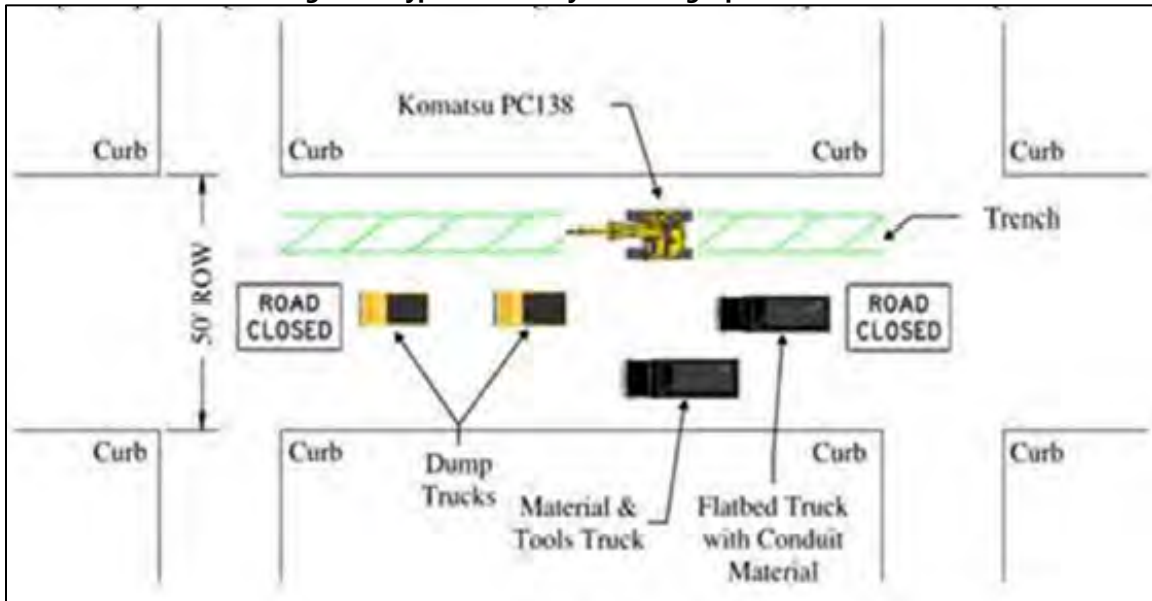 Komatsu PC138
Curb
Curb
Curb
Curb
Trench
50' ROW
ROAD
CLOSED
ROAD
CLOSED
Curb
Curb
Curb
Curb
Dump
Trucks
Material &
Tools Truck
Flatbed Truck
with Conduit
Material